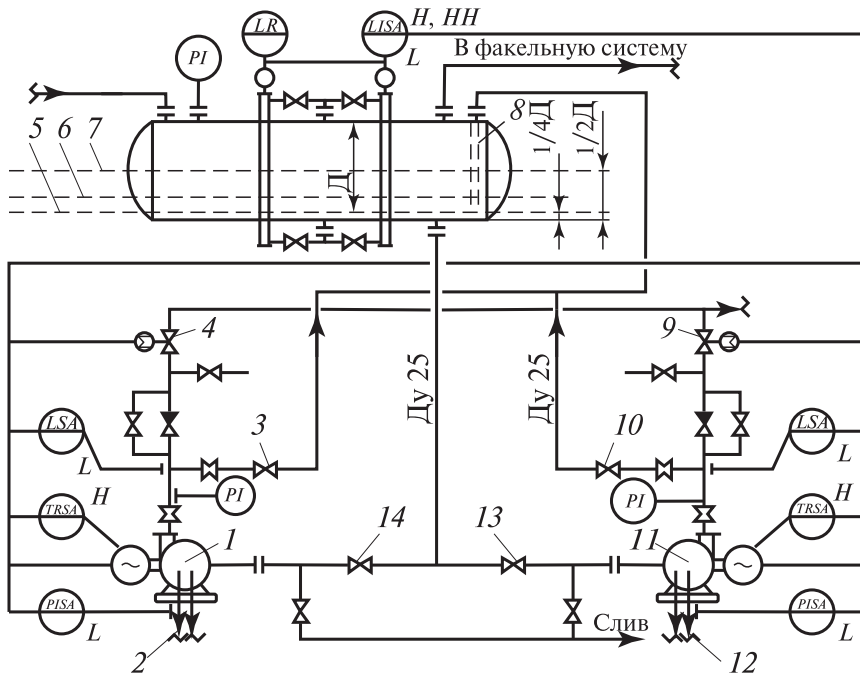 LR
LISA
H, HH
L
PI
В факельную систему
5
6
7
8
1/4Д
1/2Д
Д
4
9
Ду 25
Ду 25
LSA
L
3
10
LSA
L
PI
PI
TRSA
H
1
14
13
11
TRSA
H
PISA
L
2
Слив
12
PISA
L